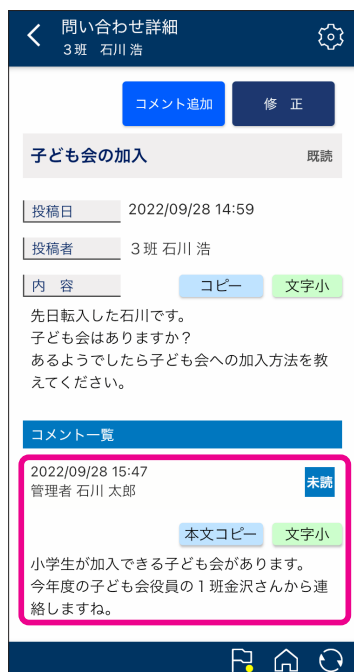 問い合わせ詳細
３班　石川 浩
コメント追加
修　正
子ども会の加入
既読
投稿日
2022/09/28 14:59
投稿者
３班 石川 浩
内　容
コピー
文字小
先日転入した石川です。
子ども会はありますか？
あるようでしたら子ども会への加入方法を教
えてください。
コメント一覧
2022/09/28 15:47
未読
管理者 石川 太郎
本文コピー
文字小
小学生が加入できる子ども会があります。
今年度の子ども会役員の１班金沢さんから連
絡しますね。